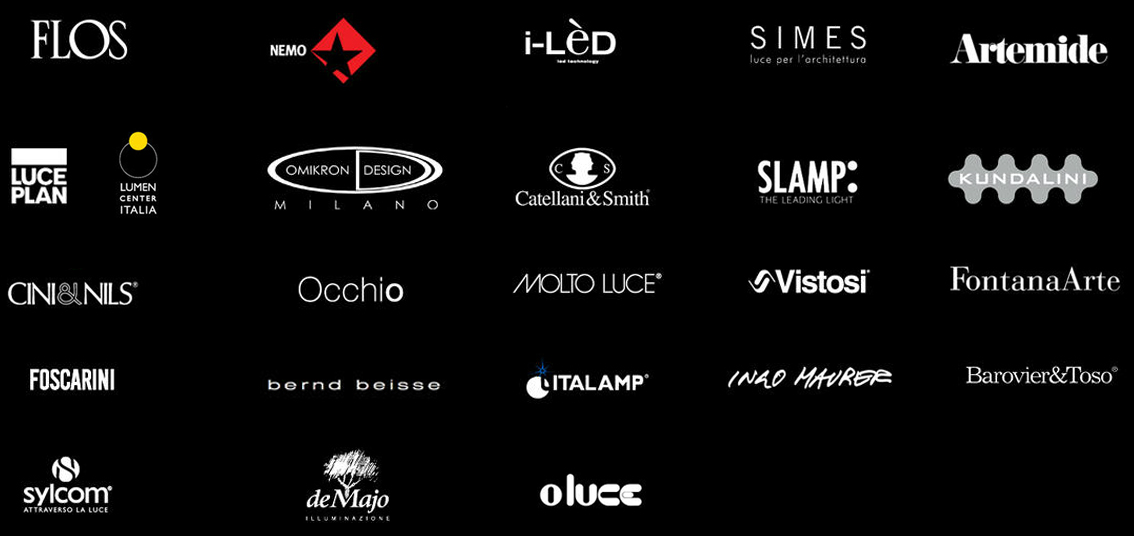 FLOS
NEMO
i-LèD
led technology
SIMES
luce per l'architettura
Artemide
LUCE
PLAN
LUMEN
CENTER
ITALIA
OMIKRON DESIGN
MILANO
C S
Catellani&Smith®
SLAMP:
THE LEADING LIGHT
KUNDALINI
CINI&NILS®
Occhio
MOLTO LUCE®
Vistosi®
FontanaArte
FOSCARINI
bernd beisse
ITALAMP®
INGO MAURER
Barovier&Toso®
sylcom®
ATTRAVERSO LA LUCE
deMajo
ILLUMINAZIONE
oluce